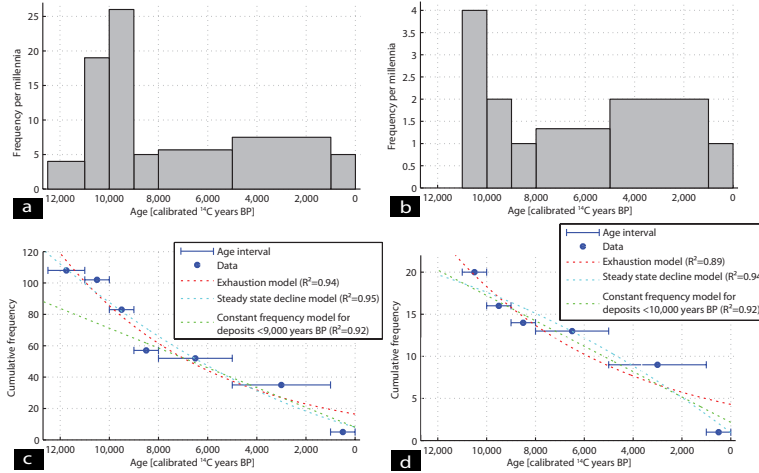 25
20
15
10
5
0
Frequency per millennia
12,000 10,000 8,000 6,000 4,000 2,000 0
Age [calibrated ¹⁴C years BP]
a
4
3.5
3
2.5
2
1.5
1
0.5
0
Frequency per millennia
12,000 10,000 8,000 6,000 4,000 2,000 0
Age [calibrated ¹⁴C years BP]
b
120
100
80
60
40
20
0
Cumulative frequency
Age interval
Data
Exhaustion model (R²=0.94)
Steady state decline model (R²=0.95)
Constant frequency model for
deposits <9,000 years BP (R²=0.92)
12,000 10,000 8,000 6,000 4,000 2,000 0
Age [calibrated ¹⁴C years BP]
c
20
15
10
5
0
Cumulative frequency
Age interval
Data
Exhaustion model (R²=0.89)
Steady state decline model (R²=0.94)
Constant frequency model for
deposits <10,000 years BP (R²=0.92)
12,000 10,000 8,000 6,000 4,000 2,000 0
Age [calibrated ¹⁴C years BP]
d